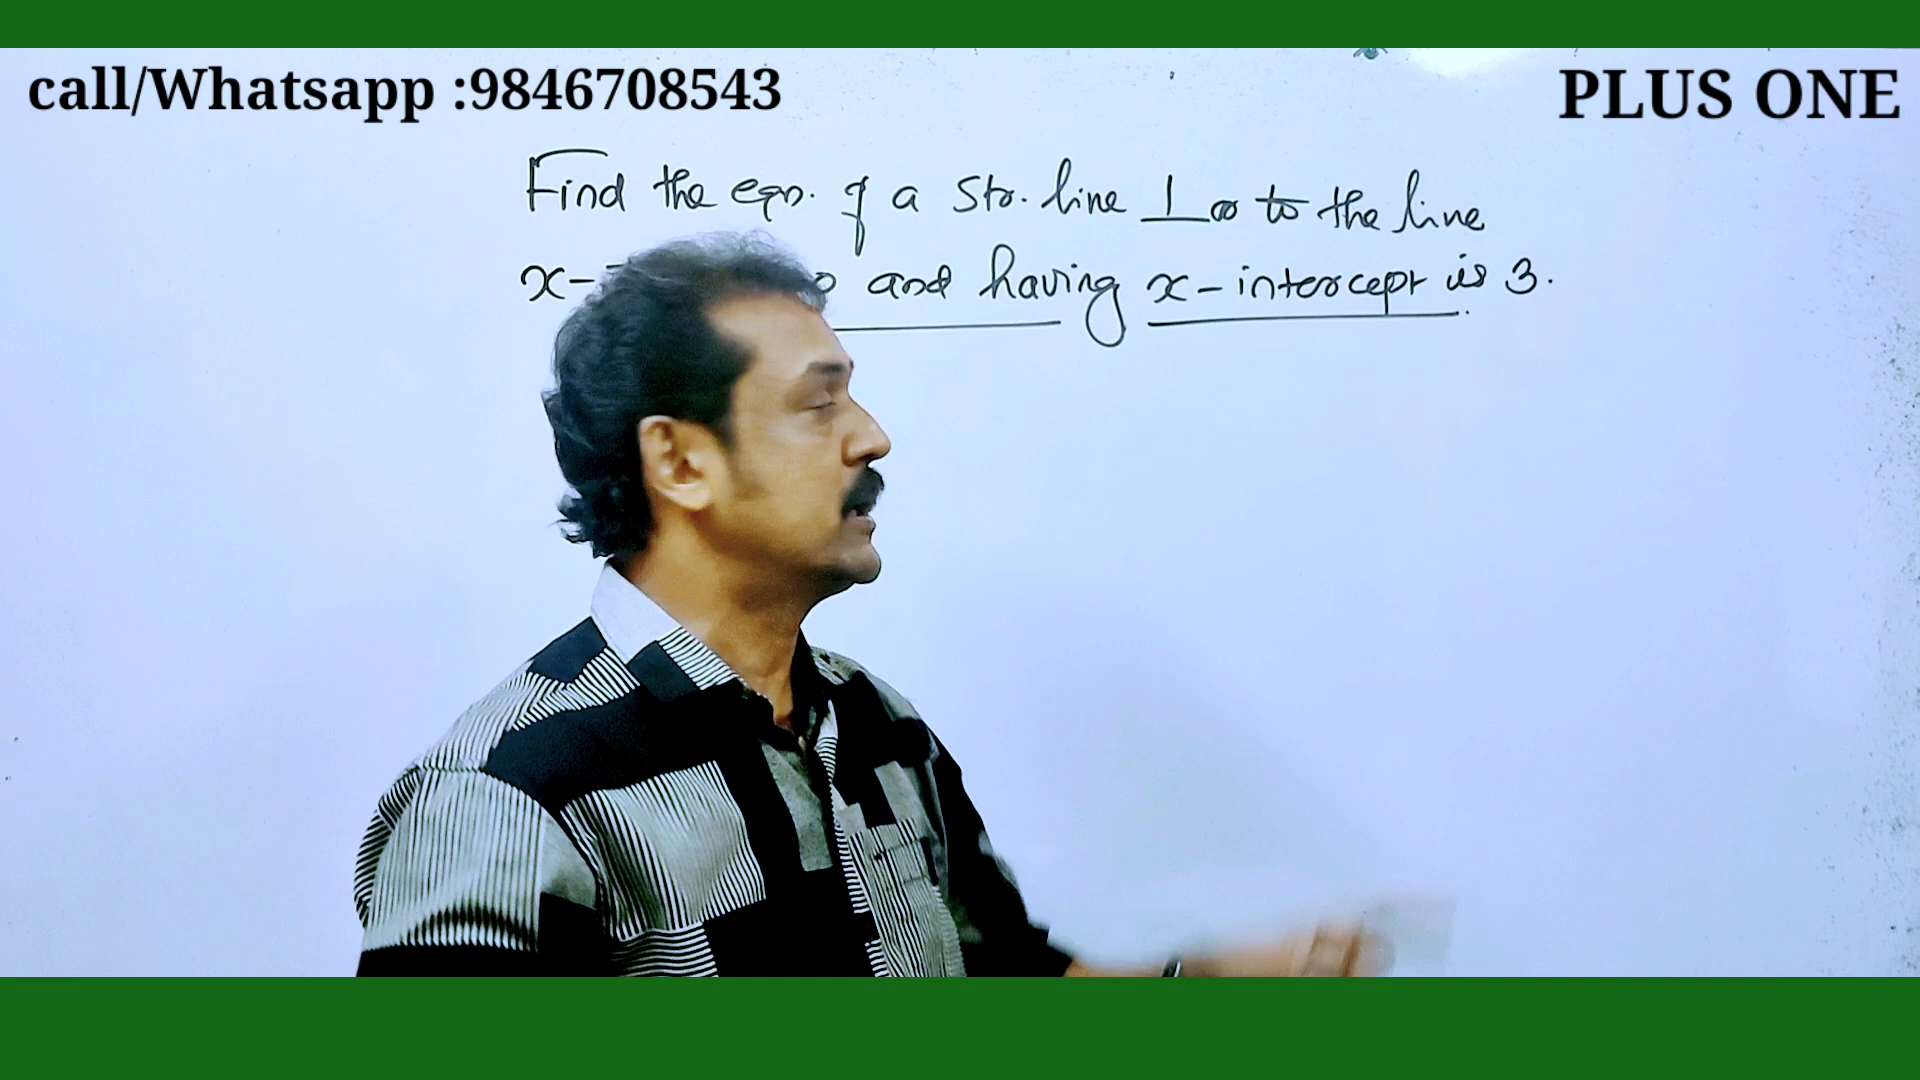 call/Whatsapp :9846708543
PLUS ONE
Find the eqn. of a Str. line ⊥r to the line
x- 0 and having x-intercept is 3.